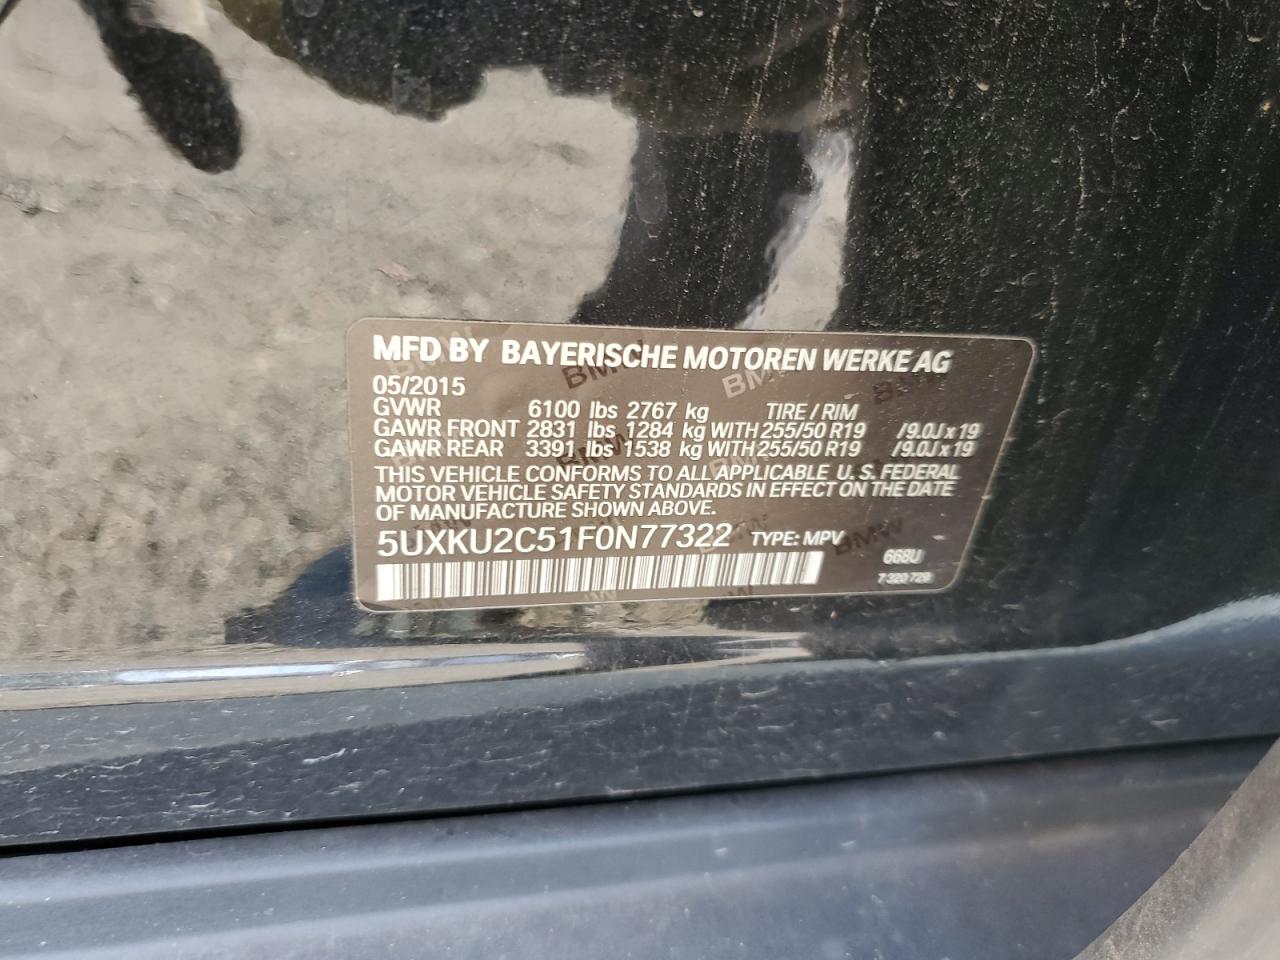 MFD BY BAYERISCHE MOTOREN WERKE AG
05/2015
GVWR 6100 lbs 2767 kg TIRE / RIM
GAWR FRONT 2831 lbs 1284 kg WITH 255/50 R19 /9.0J x 19
GAWR REAR 3391 lbs 1538 kg WITH 255/50 R19 /9.0J x 19
THIS VEHICLE CONFORMS TO ALL APPLICABLE U. S. FEDERAL
MOTOR VEHICLE SAFETY STANDARDS IN EFFECT ON THE DATE
OF MANUFACTURE SHOWN ABOVE.
5UXKU2C51F0N77322 TYPE: MPV
668U
7 320 729